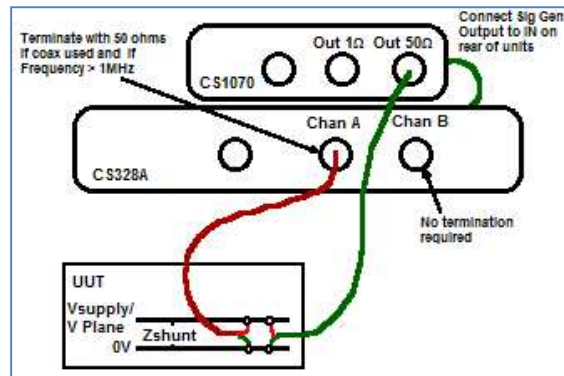 Terminate with 50 ohms
if coax used and if
Frequency > 1MHz
Connect Sig Gen
Output to IN on
rear of units
Out 1Ω
Out 50Ω
CS1070
Chan A
Chan B
CS328A
No termination
required
UUT
Vsupply/
V Plane
Zshunt
0V